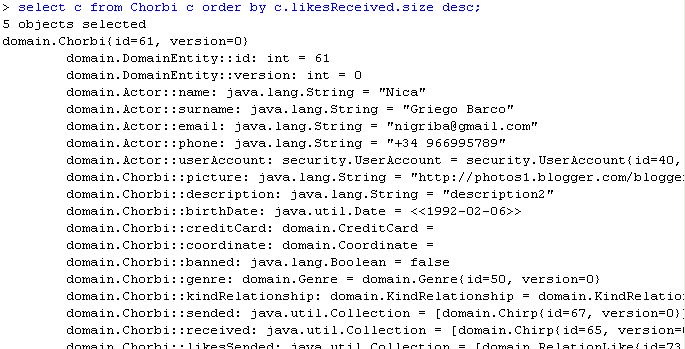 > select c from Chorbi c order by c.likesReceived.size desc;
5 objects selected
domain.Chorbi{id=61, version=0}
domain.DomainEntity::id: int = 61
domain.DomainEntity::version: int = 0
domain.Actor::name: java.lang.String = "Nica"
domain.Actor::surname: java.lang.String = "Griego Barco"
domain.Actor::email: java.lang.String = "nigriba@gmail.com"
domain.Actor::phone: java.lang.String = "+34 966995789"
domain.Actor::userAccount: security.UserAccount = security.UserAccount{id=40,
domain.Chorbi::picture: java.lang.String = "http://photos1.blogger.com/blogger
domain.Chorbi::description: java.lang.String = "description2"
domain.Chorbi::birthDate: java.util.Date = <<1992-02-06>>
domain.Chorbi::creditCard: domain.CreditCard =
domain.Chorbi::coordinate: domain.Coordinate =
domain.Chorbi::banned: java.lang.Boolean = false
domain.Chorbi::genre: domain.Genre = domain.Genre{id=50, version=0}
domain.Chorbi::kindRelationship: domain.KindRelationship = domain.KindRelatio
domain.Chorbi::sended: java.util.Collection = [domain.Chirp{id=67, version=0}]
domain.Chorbi::received: java.util.Collection = [domain.Chirp{id=65, version=
domain.Chorbi::likesSended: java.util.Collection = [domain.RelationLike{id=73